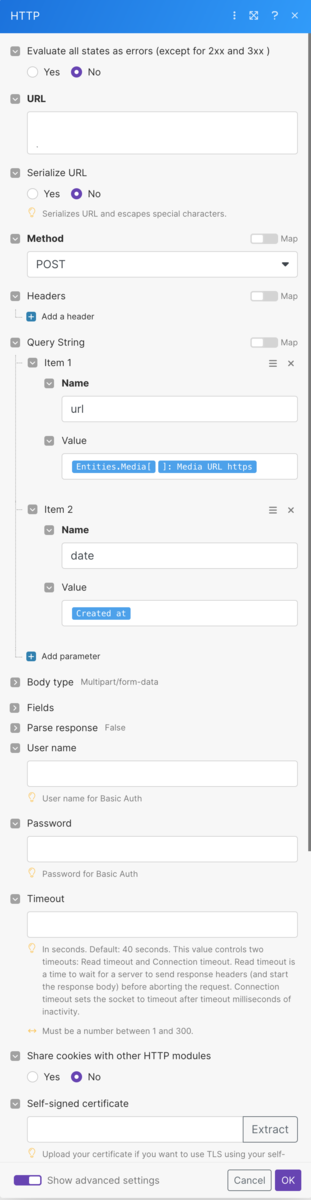 HTTP
Evaluate all states as errors (except for 2xx and 3xx )
Yes No
URL
Serialize URL
Yes No
Serializes URL and escapes special characters.
Method Map
POST
Headers Map
Add a header
Query String Map
Item 1
Name
url
Value
Entities.Media[ ]: Media URL https
Item 2
Name
date
Value
Created at
Add parameter
Body type Multipart/form-data
Fields
Parse response False
User name
User name for Basic Auth
Password
Password for Basic Auth
Timeout
In seconds. Default: 40 seconds. This value controls two
timeouts: Read timeout and Connection timeout. Read timeout is
a time to wait for a server to send response headers (and start
the response body) before aborting the request. Connection
timeout sets the socket to timeout after timeout milliseconds of
inactivity.
Must be a number between 1 and 300.
Share cookies with other HTTP modules
Yes No
Self-signed certificate
Extract
Upload your certificate if you want to use TLS using your self-
Show advanced settings Cancel OK